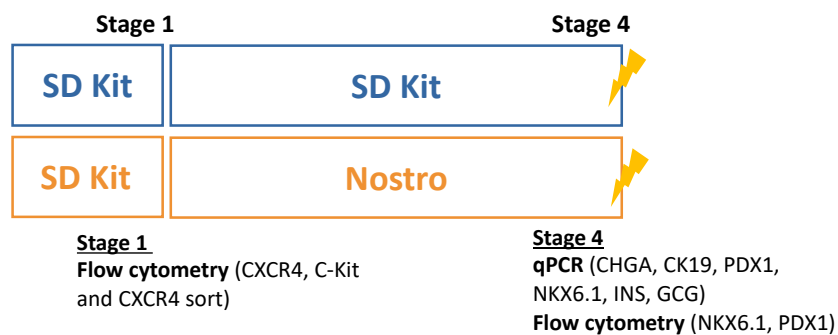 Stage 1
Stage 4
SD Kit
SD Kit
SD Kit
Nostro
Stage 1
Flow cytometry (CXCR4, C-Kit
and CXCR4 sort)
Stage 4
qPCR (CHGA, CK19, PDX1,
NKX6.1, INS, GCG)
Flow cytometry (NKX6.1, PDX1)